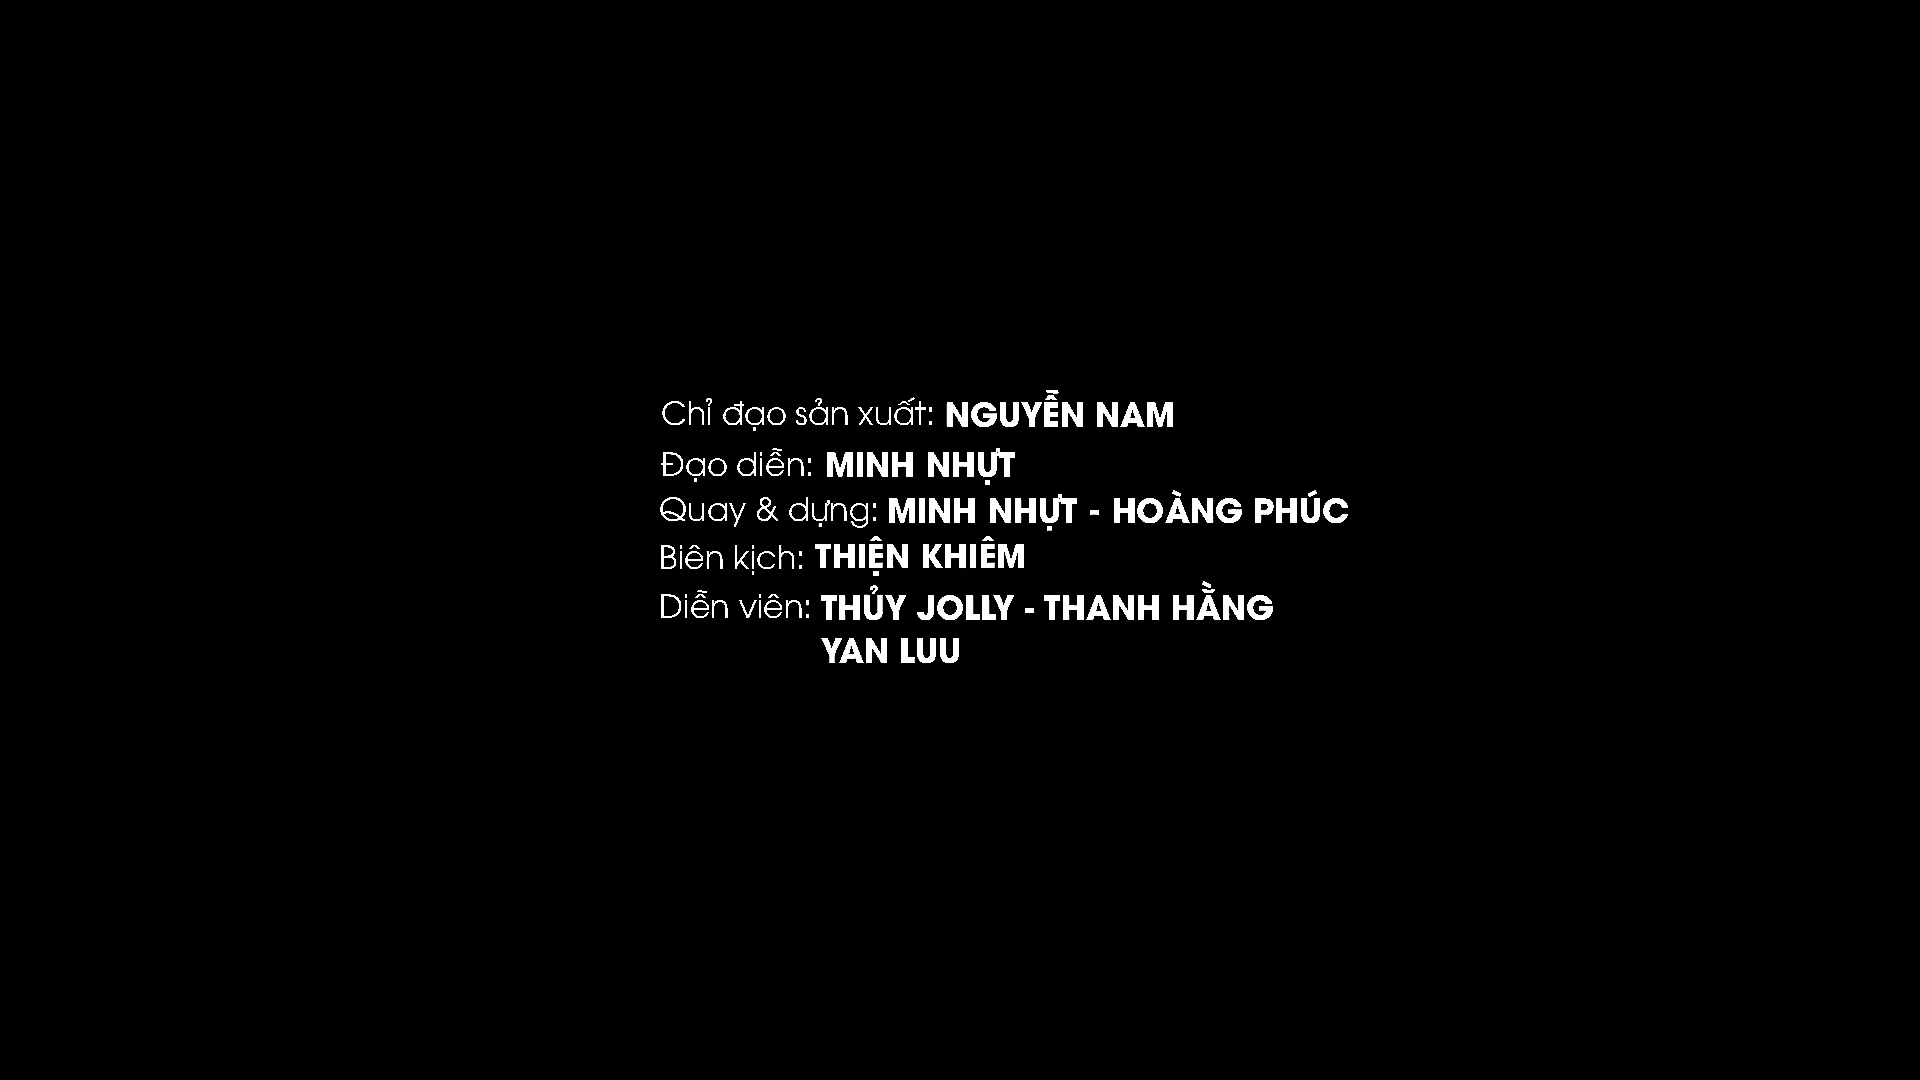 Chỉ đạo sản xuất: NGUYỄN NAM
Đạo diễn: MINH NHỰT
Quay & dựng: MINH NHỰT - HOÀNG PHÚC
Biên kịch: THIỆN KHIÊM
Diễn viên: THỦY JOLLY - THANH HẰNG
YAN LUU